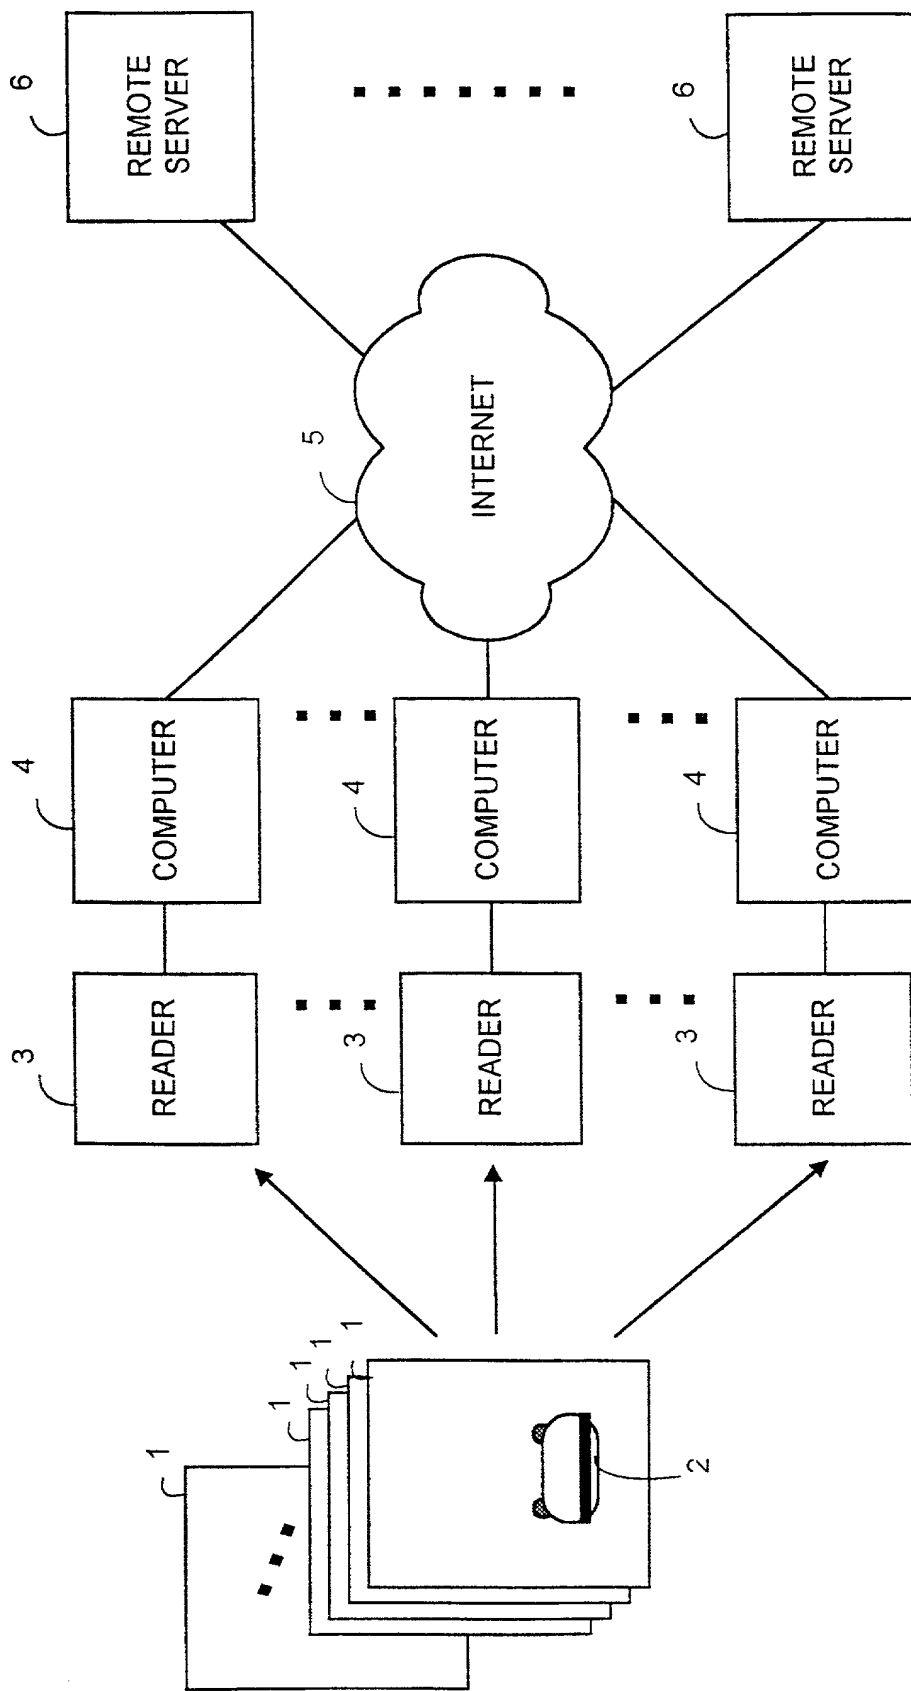 6
3
4
REMOTE
SERVER
READER
COMPUTER
1
1
1
1
1
5
3
4
READER
COMPUTER
INTERNET
6
3
2
4
READER
COMPUTER
REMOTE
SERVER